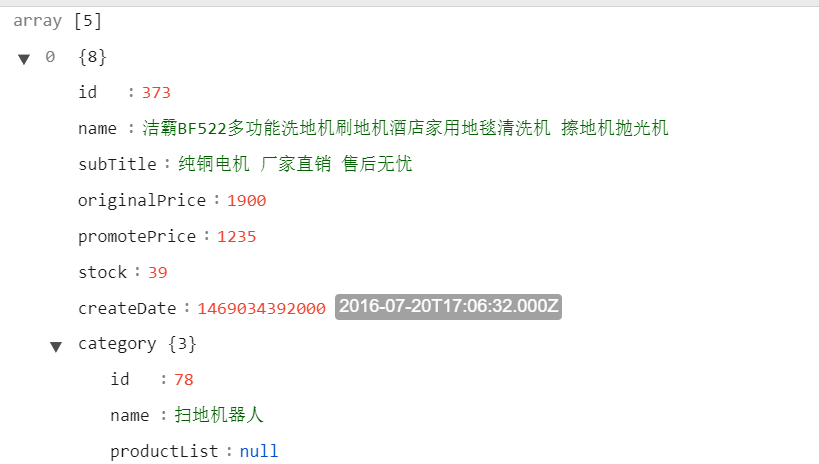 array [5]
▼ 0 {8}
id : 373
name : 洁霸BF522多功能洗地机刷地机酒店家用地毯清洗机 擦地机抛光机
subTitle : 纯铜电机 厂家直销 售后无忧
originalPrice : 1900
promotePrice : 1235
stock : 39
createDate : 1469034392000 2016-07-20T17:06:32.000Z
▼ category {3}
id : 78
name : 扫地机器人
productList : null